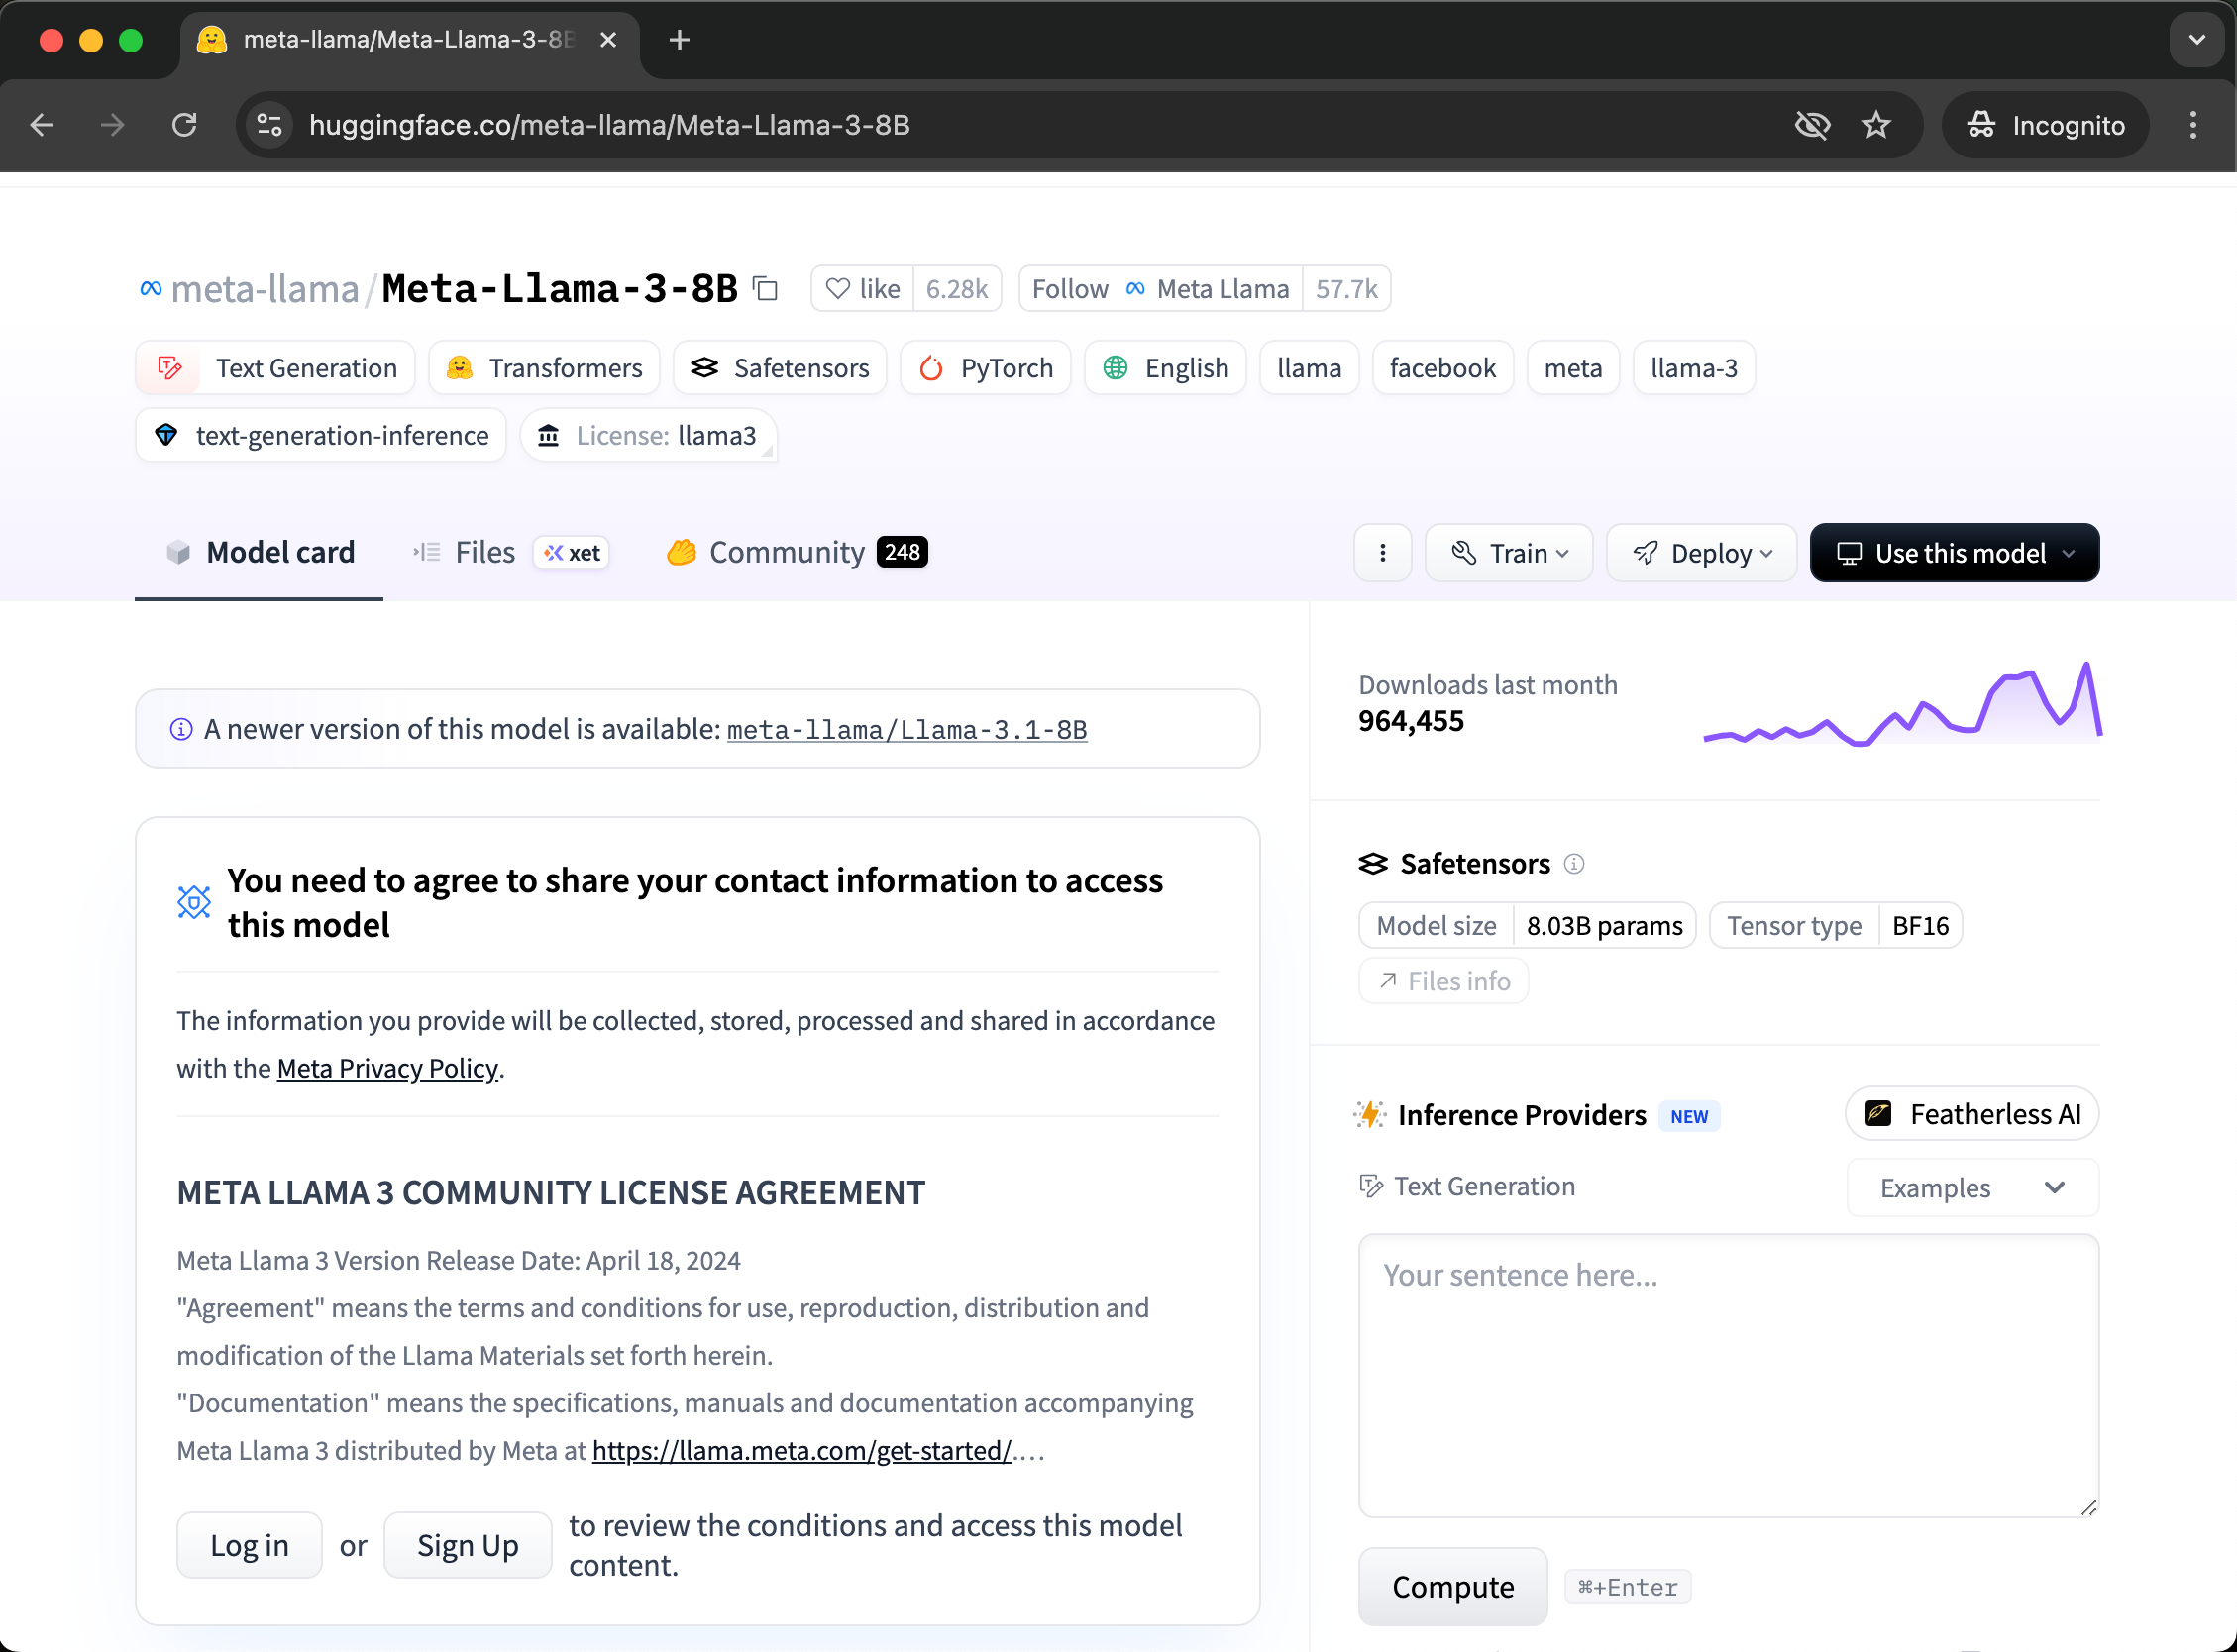 meta-llama/Meta-Llama-3-8B
huggingface.co/meta-llama/Meta-Llama-3-8B
Incognito
meta-llama/Meta-Llama-3-8B
like 6.28k
Follow Meta Llama 57.7k
Text Generation
Transformers
Safetensors
PyTorch
English
llama
facebook
meta
llama-3
text-generation-inference
License: llama3
Model card
Files xet
Community 248
Train
Deploy
Use this model
A newer version of this model is available: meta-llama/Llama-3.1-8B
You need to agree to share your contact information to access
this model
The information you provide will be collected, stored, processed and shared in accordance
with the Meta Privacy Policy.
META LLAMA 3 COMMUNITY LICENSE AGREEMENT
Meta Llama 3 Version Release Date: April 18, 2024
"Agreement" means the terms and conditions for use, reproduction, distribution and
modification of the Llama Materials set forth herein.
"Documentation" means the specifications, manuals and documentation accompanying
Meta Llama 3 distributed by Meta at https://llama.meta.com/get-started/.…
Log in or Sign Up to review the conditions and access this model
content.
Downloads last month
964,455
Safetensors
Model size 8.03B params
Tensor type BF16
Files info
Inference Providers NEW
Featherless AI
Text Generation
Examples
Your sentence here...
Compute
⌘+Enter